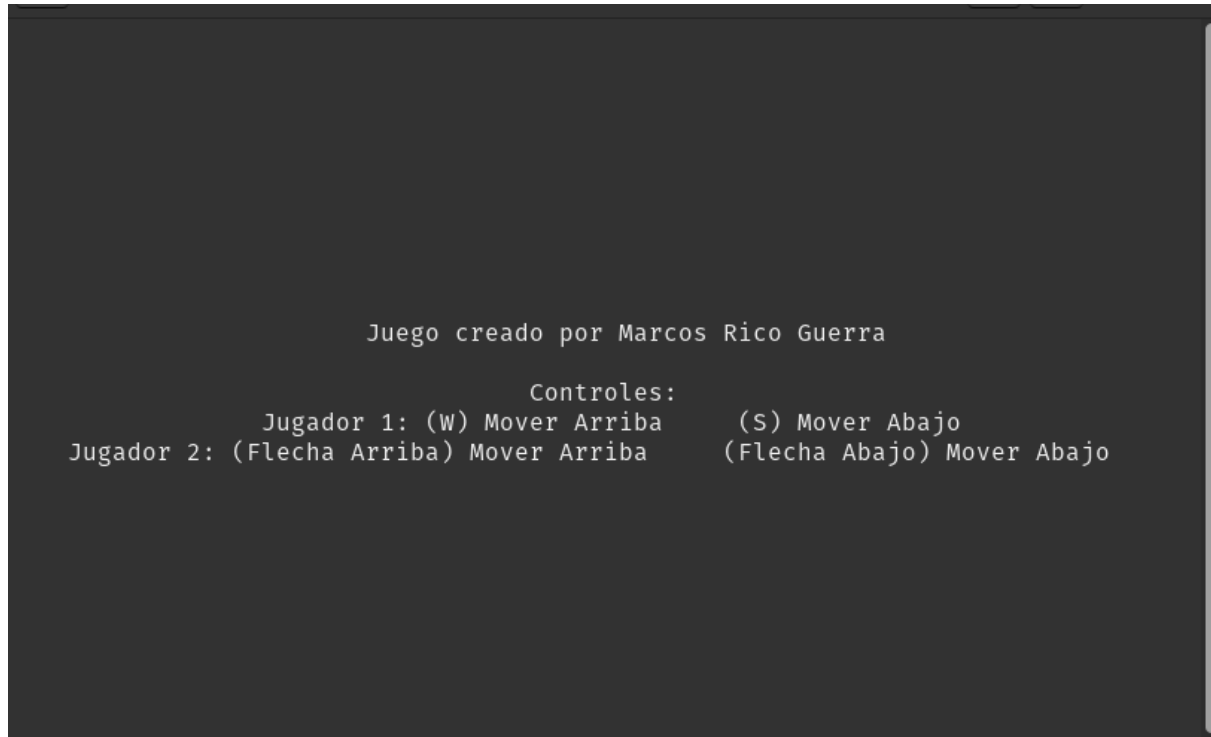 Juego creado por Marcos Rico Guerra
Controles:
Jugador 1: (W) Mover Arriba     (S) Mover Abajo
Jugador 2: (Flecha Arriba) Mover Arriba     (Flecha Abajo) Mover Abajo